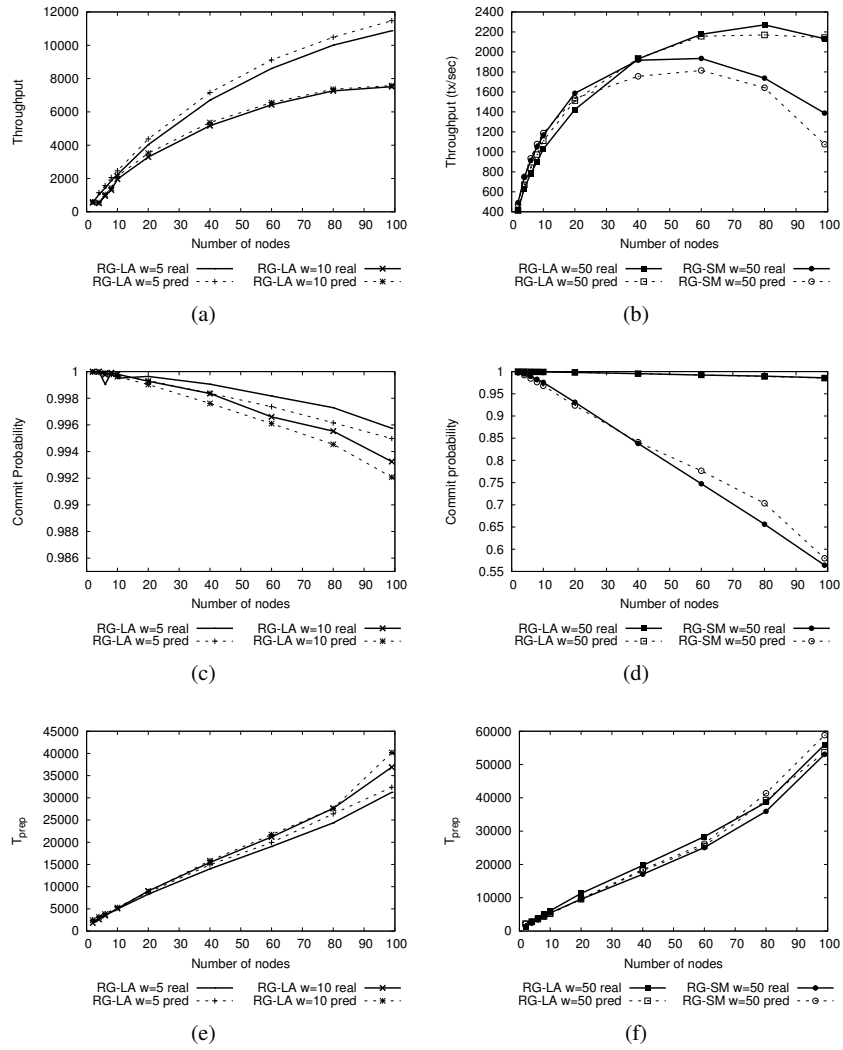 12000
10000
8000
6000
4000
2000
0
Throughput
0 10 20 30 40 50 60 70 80 90 100
Number of nodes
RG-LA w=5 real
RG-LA w=5 pred
RG-LA w=10 real
RG-LA w=10 pred
(a)
2400
2200
2000
1800
1600
1400
1200
1000
800
600
400
Throughput (tx/sec)
0 10 20 30 40 50 60 70 80 90 100
Number of nodes
RG-LA w=50 real
RG-LA w=50 pred
RG-SM w=50 real
RG-SM w=50 pred
(b)
1
0.998
0.996
0.994
0.992
0.99
0.988
0.986
Commit Probability
0 10 20 30 40 50 60 70 80 90 100
Number of nodes
RG-LA w=5 real
RG-LA w=5 pred
RG-LA w=10 real
RG-LA w=10 pred
(c)
1
0.95
0.9
0.85
0.8
0.75
0.7
0.65
0.6
0.55
Commit probability
0 10 20 30 40 50 60 70 80 90 100
Number of nodes
RG-LA w=50 real
RG-LA w=50 pred
RG-SM w=50 real
RG-SM w=50 pred
(d)
45000
40000
35000
30000
25000
20000
15000
10000
5000
0
Tprep
0 10 20 30 40 50 60 70 80 90 100
Number of nodes
RG-LA w=5 real
RG-LA w=5 pred
RG-LA w=10 real
RG-LA w=10 pred
(e)
60000
50000
40000
30000
20000
10000
0
Tprep
0 10 20 30 40 50 60 70 80 90 100
Number of nodes
RG-LA w=50 real
RG-LA w=50 pred
RG-SM w=50 real
RG-SM w=50 pred
(f)